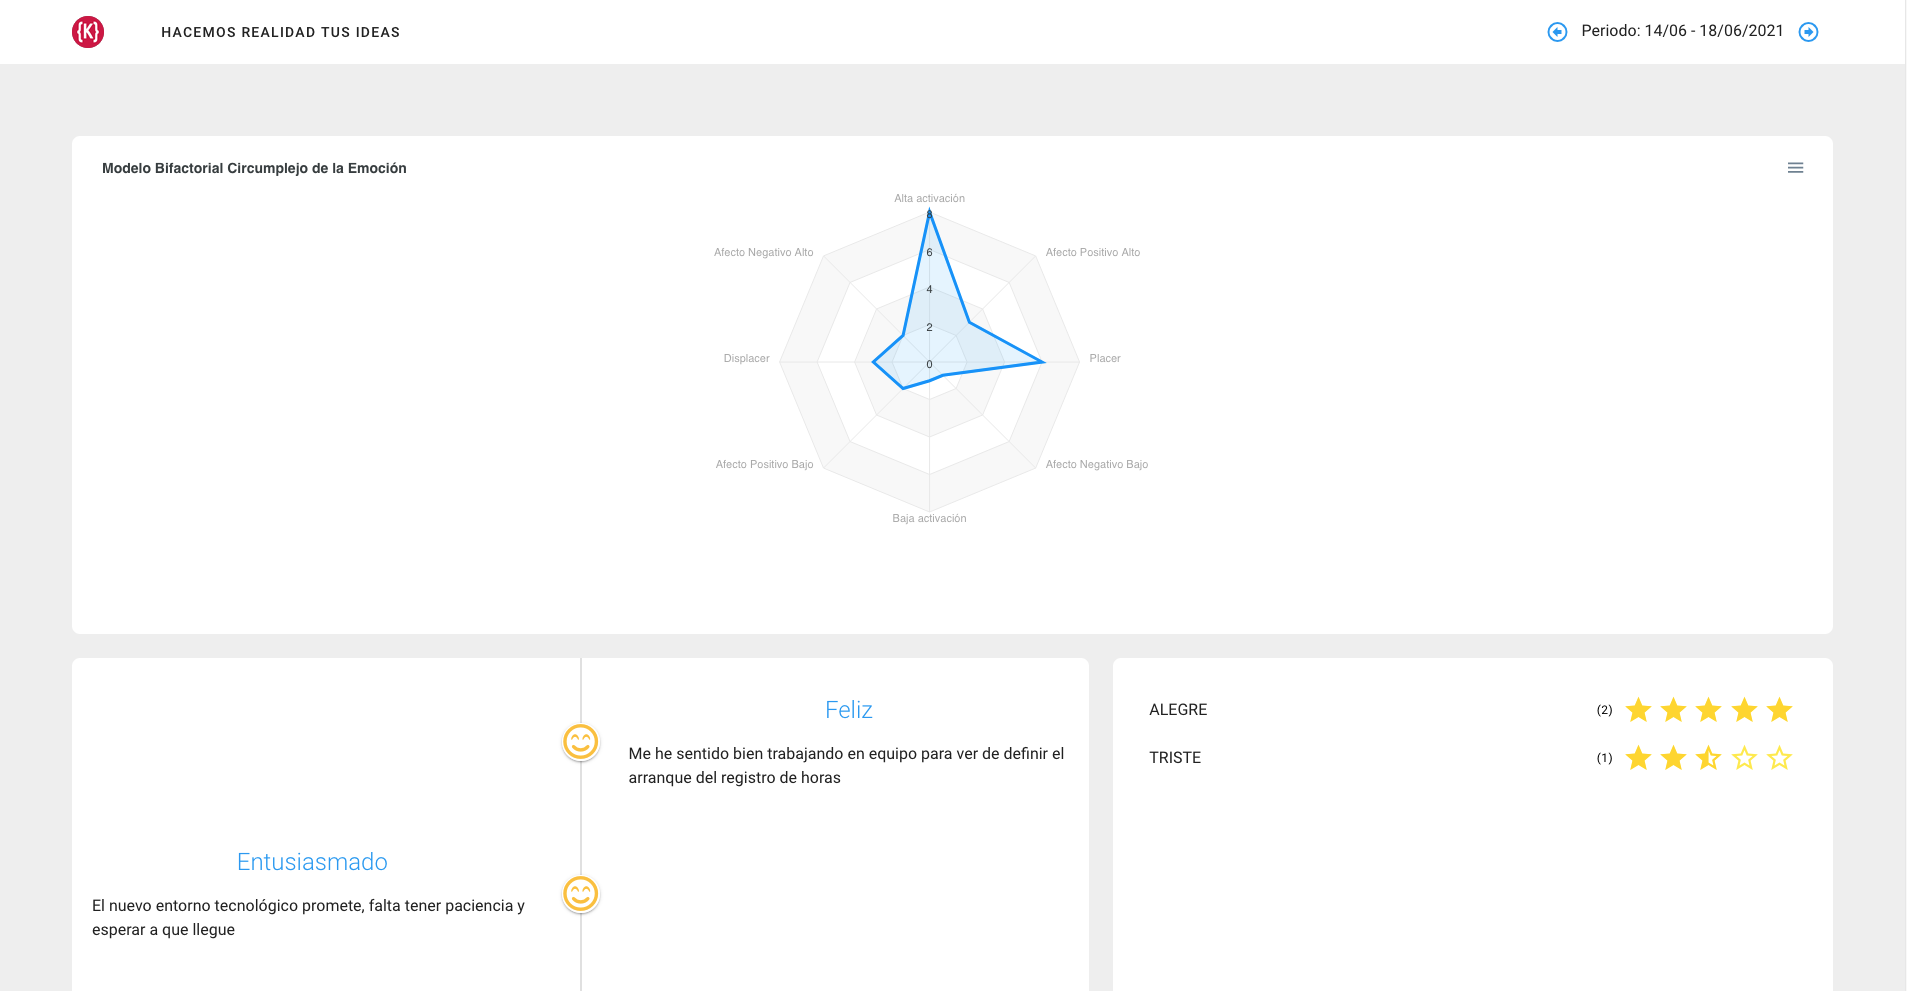 {K}
HACEMOS REALIDAD TUS IDEAS
Periodo: 14/06 - 18/06/2021
Modelo Bifactorial Circumplejo de la Emoción
Alta activación
8
Afecto Negativo Alto
6
Afecto Positivo Alto
4
2
Displacer
0
Placer
Afecto Positivo Bajo
Afecto Negativo Bajo
Baja activación
Feliz
Me he sentido bien trabajando en equipo para ver de definir el
arranque del registro de horas
Entusiasmado
El nuevo entorno tecnológico promete, falta tener paciencia y
esperar a que llegue
ALEGRE (2)
TRISTE (1)